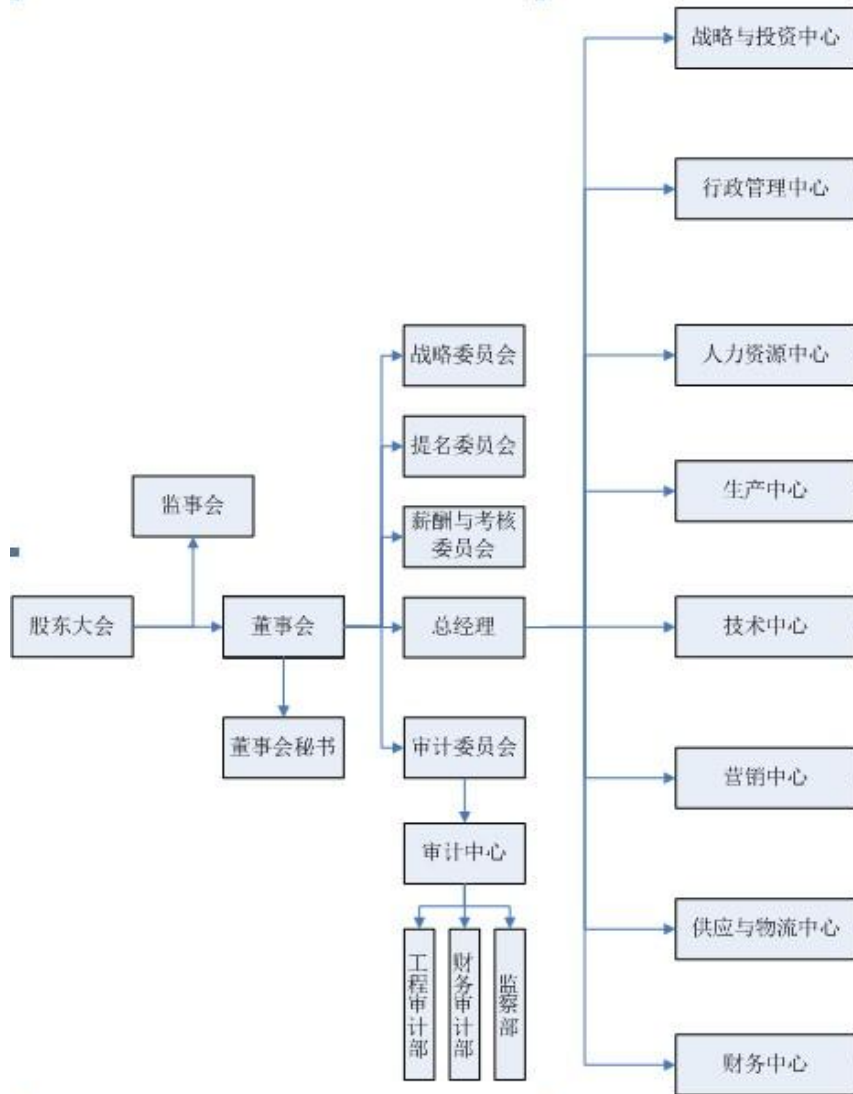 战略与投资中心
行政管理中心
战略委员会
人力资源中心
提名委员会
监事会
生产中心
薪酬与考核
委员会
股东大会
董事会
总经理
技术中心
董事会秘书
审计委员会
营销中心
审计中心
供应与物流中心
工程审计部
财务审计部
监察部
财务中心